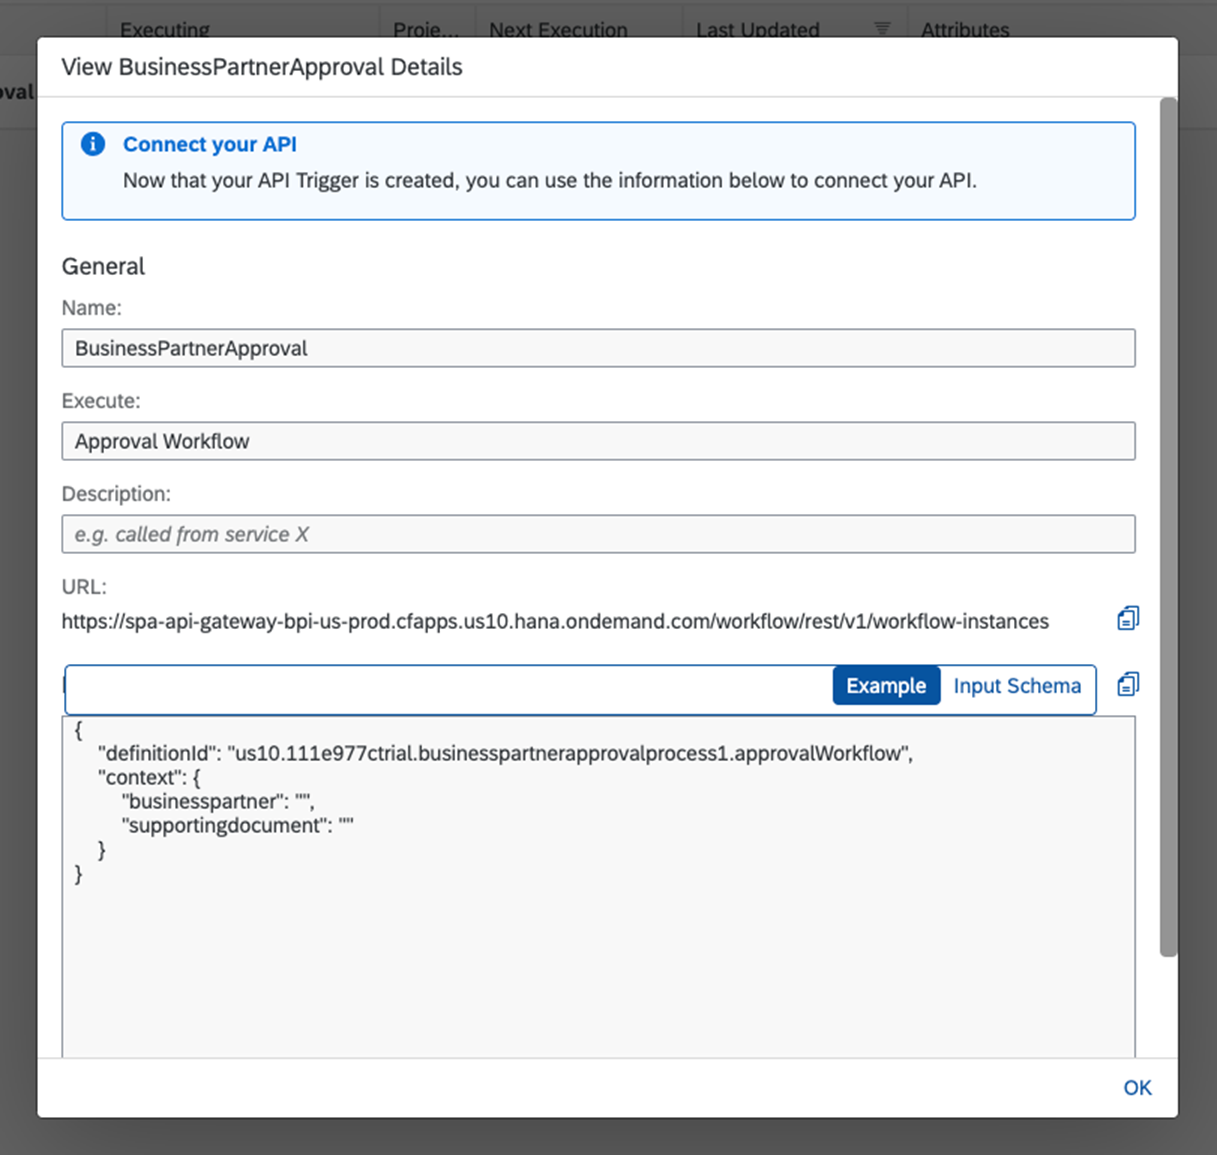 Executing Proje... Next Execution Last Updated Attributes
oval
View BusinessPartnerApproval Details
Connect your API
Now that your API Trigger is created, you can use the information below to connect your API.
General
Name:
BusinessPartnerApproval
Execute:
Approval Workflow
Description:
e.g. called from service X
URL:
https://spa-api-gateway-bpi-us-prod.cfapps.us10.hana.ondemand.com/workflow/rest/v1/workflow-instances
Example Input Schema
{
"definitionId": "us10.111e977ctrial.businesspartnerapprovalprocess1.approvalWorkflow",
"context": {
"businesspartner": "",
"supportingdocument": ""
}
}
OK